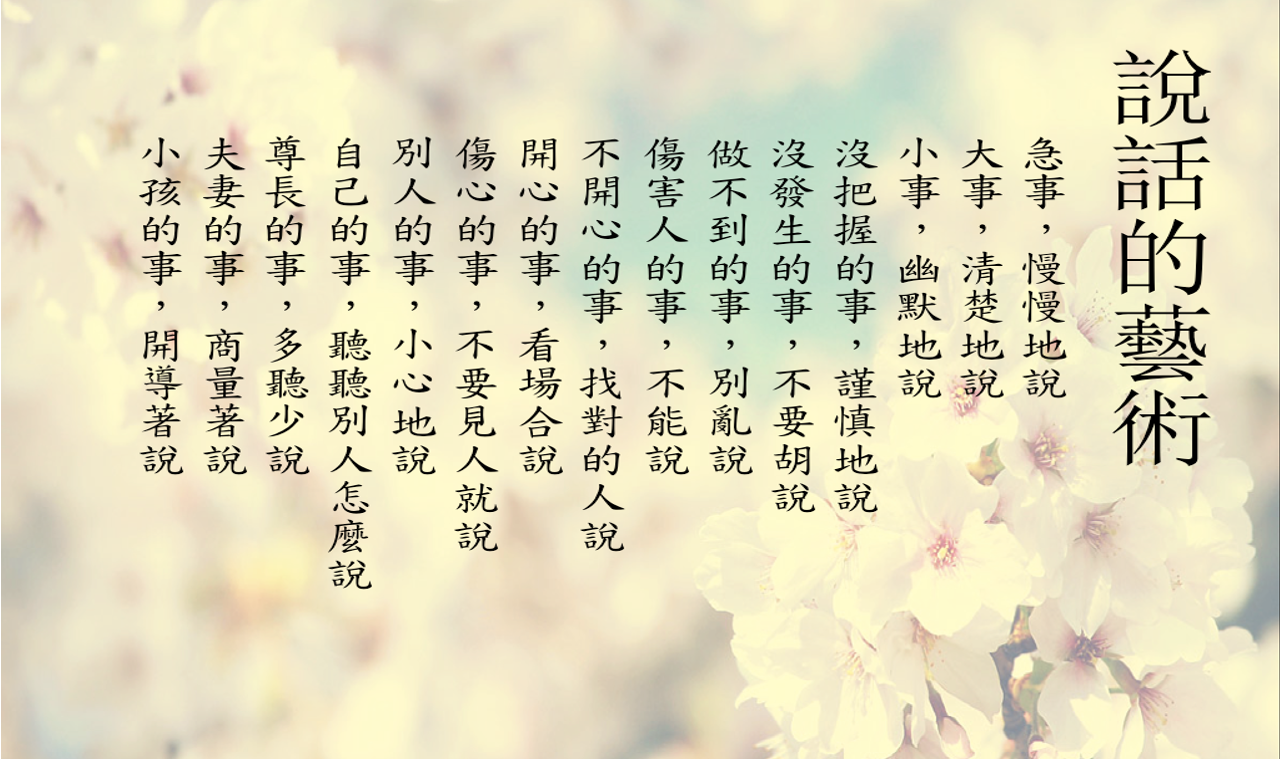 說話的藝術
急事，慢慢地說
大事，清楚地說
小事，幽默地說
沒把握的事，謹慎地說
沒發生的事，不要胡說
做不到的事，別亂說
傷害人的事，不能說
不開心的事，找對的人說
開心的事，看場合說
傷心的事，不要見人就說
別人的事，小心地說
自己的事，聽聽別人怎麼說
尊長的事，多聽少說
夫妻的事，商量著說
小孩的事，開導著說